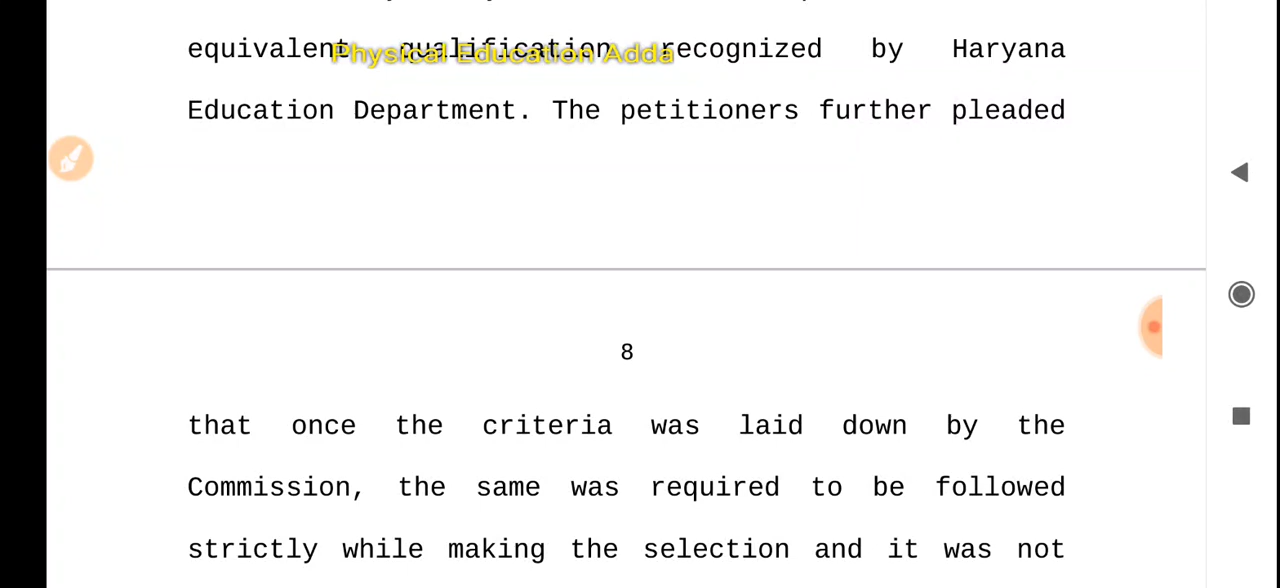 equivalent qualification recognized by Haryana
Physical Education Adda
Education Department. The petitioners further pleaded
8
that once the criteria was laid down by the
Commission, the same was required to be followed
strictly while making the selection and it was not